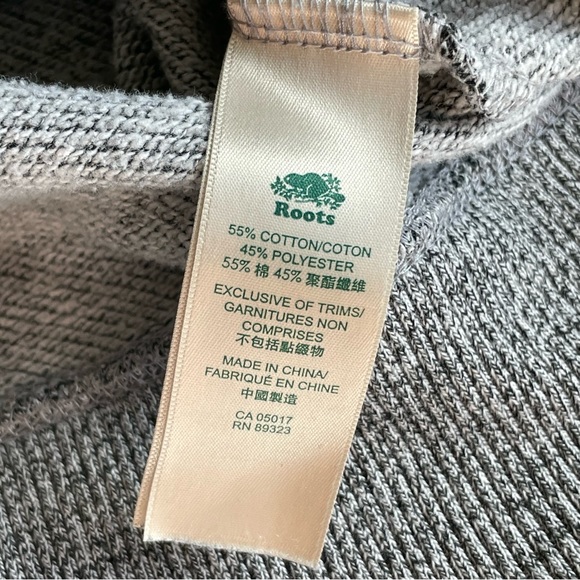 Roots
55% COTTON/COTON
45% POLYESTER
55% 棉 45% 聚酯纖維
EXCLUSIVE OF TRIMS/
GARNITURES NON
COMPRISES
不包括點綴物
MADE IN CHINA/
FABRIQUÉ EN CHINE
中國製造
CA 05017
RN 89323